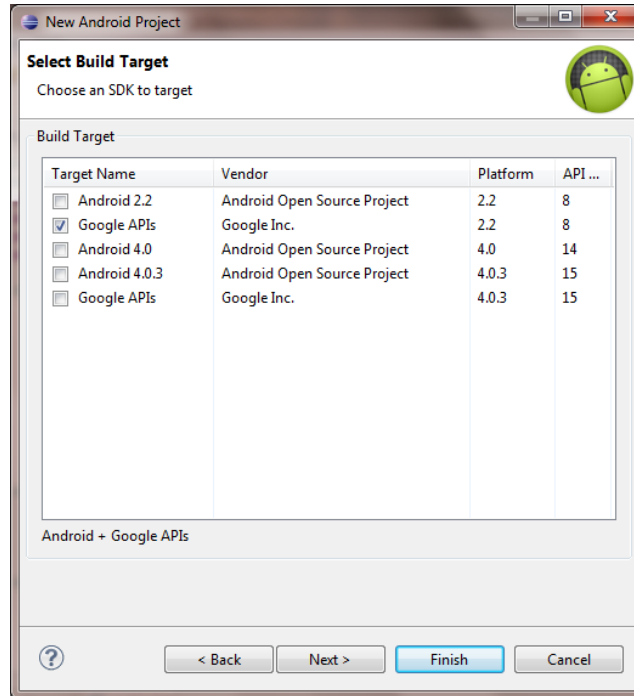 New Android Project
Select Build Target
Choose an SDK to target
Build Target
Target Name Vendor Platform API ...
Android 2.2 Android Open Source Project 2.2 8
Google APIs Google Inc. 2.2 8
Android 4.0 Android Open Source Project 4.0 14
Android 4.0.3 Android Open Source Project 4.0.3 15
Google APIs Google Inc. 4.0.3 15
Android + Google APIs
? < Back Next > Finish Cancel